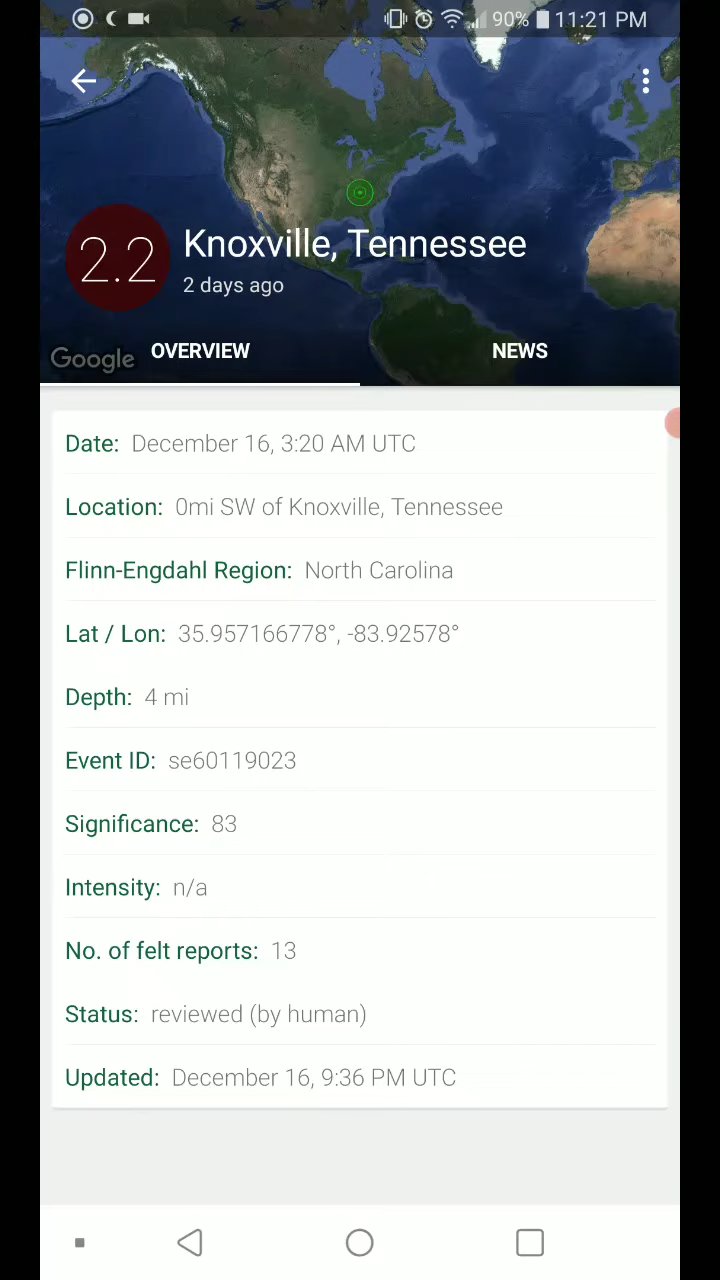 90% 11:21 PM
2.2
Knoxville, Tennessee
2 days ago
Google
OVERVIEW
NEWS
Date: December 16, 3:20 AM UTC
Location: 0mi SW of Knoxville, Tennessee
Flinn-Engdahl Region: North Carolina
Lat / Lon: 35.957166778°, -83.92578°
Depth: 4 mi
Event ID: se60119023
Significance: 83
Intensity: n/a
No. of felt reports: 13
Status: reviewed (by human)
Updated: December 16, 9:36 PM UTC